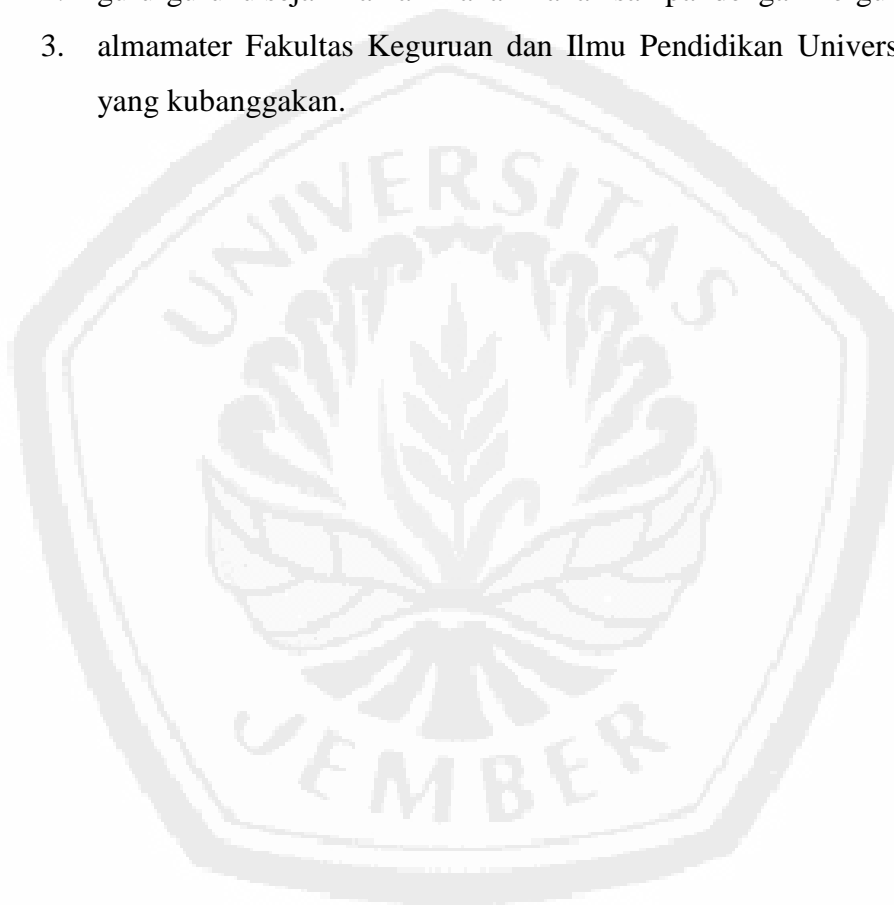 3. almamater Fakultas Keguruan dan Ilmu Pendidikan
yang kubanggakan.
UNIVERSITAS
JEMBER